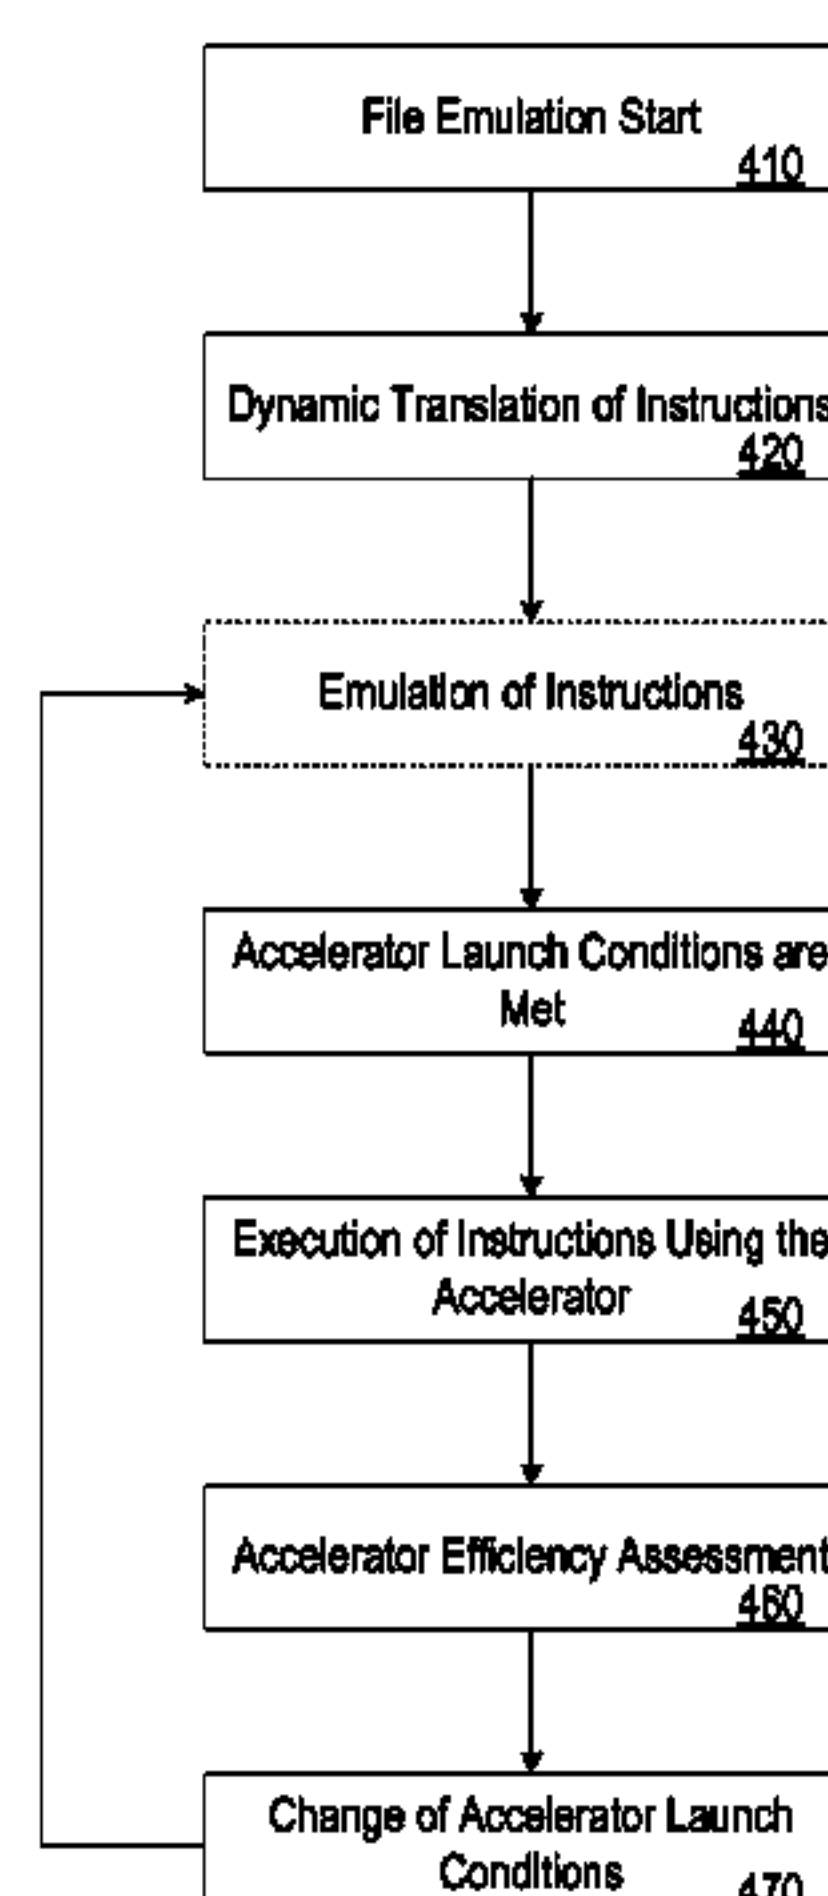 File Emulation Start
410
Dynamic Translation of Instructions
420
Emulation of Instructions
430
Accelerator Launch Conditions are
Met
440
Execution of Instructions Using the
Accelerator
450
Accelerator Efficiency Assessment
460
Change of Accelerator Launch
Conditions
470